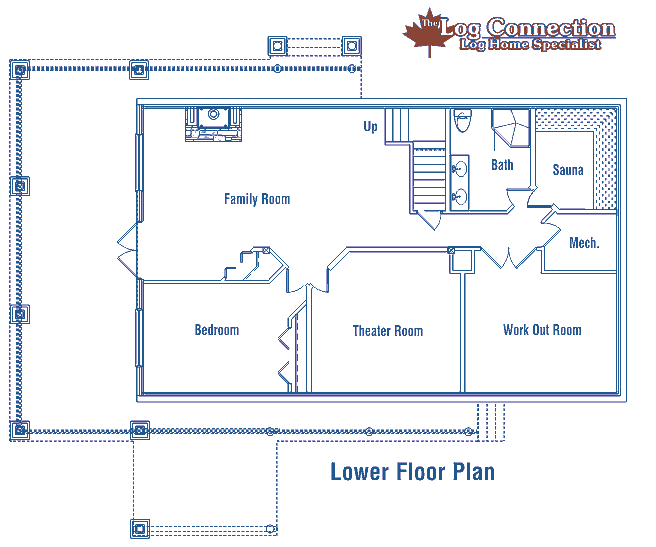 The
Log Connection
Log Home Specialist
Up
Bath
Sauna
Family Room
Mech.
Bedroom
Theater Room
Work Out Room
Lower Floor Plan